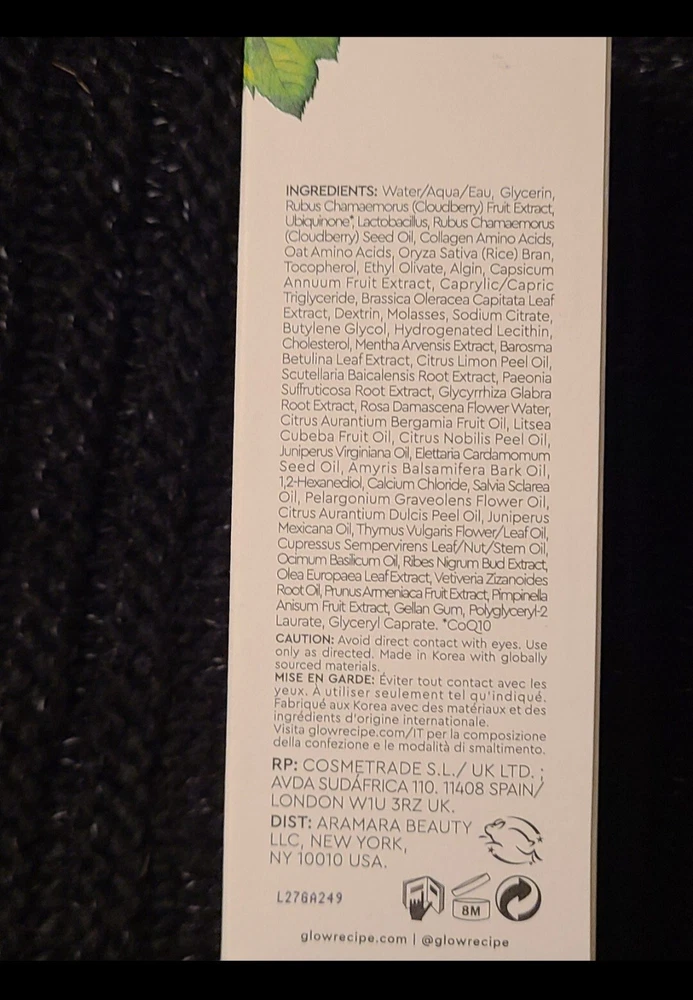 INGREDIENTS: Water/Aqua/Eau, Glycerin,
Rubus Chamaemorus (Cloudberry) Fruit Extract,
Ubiquinone*, Lactobacillus, Rubus Chamaemorus
(Cloudberry) Seed Oil, Collagen Amino Acids,
Oat Amino Acids, Oryza Sativa (Rice) Bran,
Tocopherol, Ethyl Olivate, Algin, Capsicum
Annuum Fruit Extract, Caprylic/Capric
Triglyceride, Brassica Oleracea Capitata Leaf
Extract, Dextrin, Molasses, Sodium Citrate,
Butylene Glycol, Hydrogenated Lecithin,
Cholesterol, Mentha Arvensis Extract, Barosma
Betulina Leaf Extract, Citrus Limon Peel Oil,
Scutellaria Baicalensis Root Extract, Paeonia
Suffruticosa Root Extract, Glycyrrhiza Glabra
Root Extract, Rosa Damascena Flower Water,
Citrus Aurantium Bergamia Fruit Oil, Litsea
Cubeba Fruit Oil, Citrus Nobilis Peel Oil,
Juniperus Virginiana Oil, Elettaria Cardamomum
Seed Oil, Amyris Balsamifera Bark Oil,
1,2-Hexanediol, Calcium Chloride, Salvia Sclarea
Oil, Pelargonium Graveolens Flower Oil,
Citrus Aurantium Dulcis Peel Oil, Juniperus
Mexicana Oil, Thymus Vulgaris Flower/Leaf Oil,
Cupressus Sempervirens Leaf/Nut/Stem Oil,
Ocimum Basilicum Oil, Ribes Nigrum Bud Extract,
Olea Europaea Leaf Extract, Vetiveria Zizanoides
Root Oil, Prunus Armeniaca Fruit Extract, Pimpinella
Anisum Fruit Extract, Gellan Gum, Polyglyceryl-2
Laurate, Glyceryl Caprate. *CoQ10
CAUTION: Avoid direct contact with eyes. Use
only as directed. Made in Korea with globally
sourced materials.
MISE EN GARDE: Éviter tout contact avec les
yeux. À utiliser seulement tel qu'indiqué.
Fabriqué aux Korea avec des matériaux et des
ingrédients d'origine internationale.
Visita glowrecipe.com/IT per la composizione
della confezione e le modalità di smaltimento.
RP: COSMETRADE S.L./ UK LTD. ;
AVDA SUDÁFRICA 110. 11408 SPAIN/
LONDON W1U 3RZ UK.
DIST: ARAMARA BEAUTY
LLC, NEW YORK,
NY 10010 USA.
L27GA249
8M
glowrecipe.com | @glowrecipe